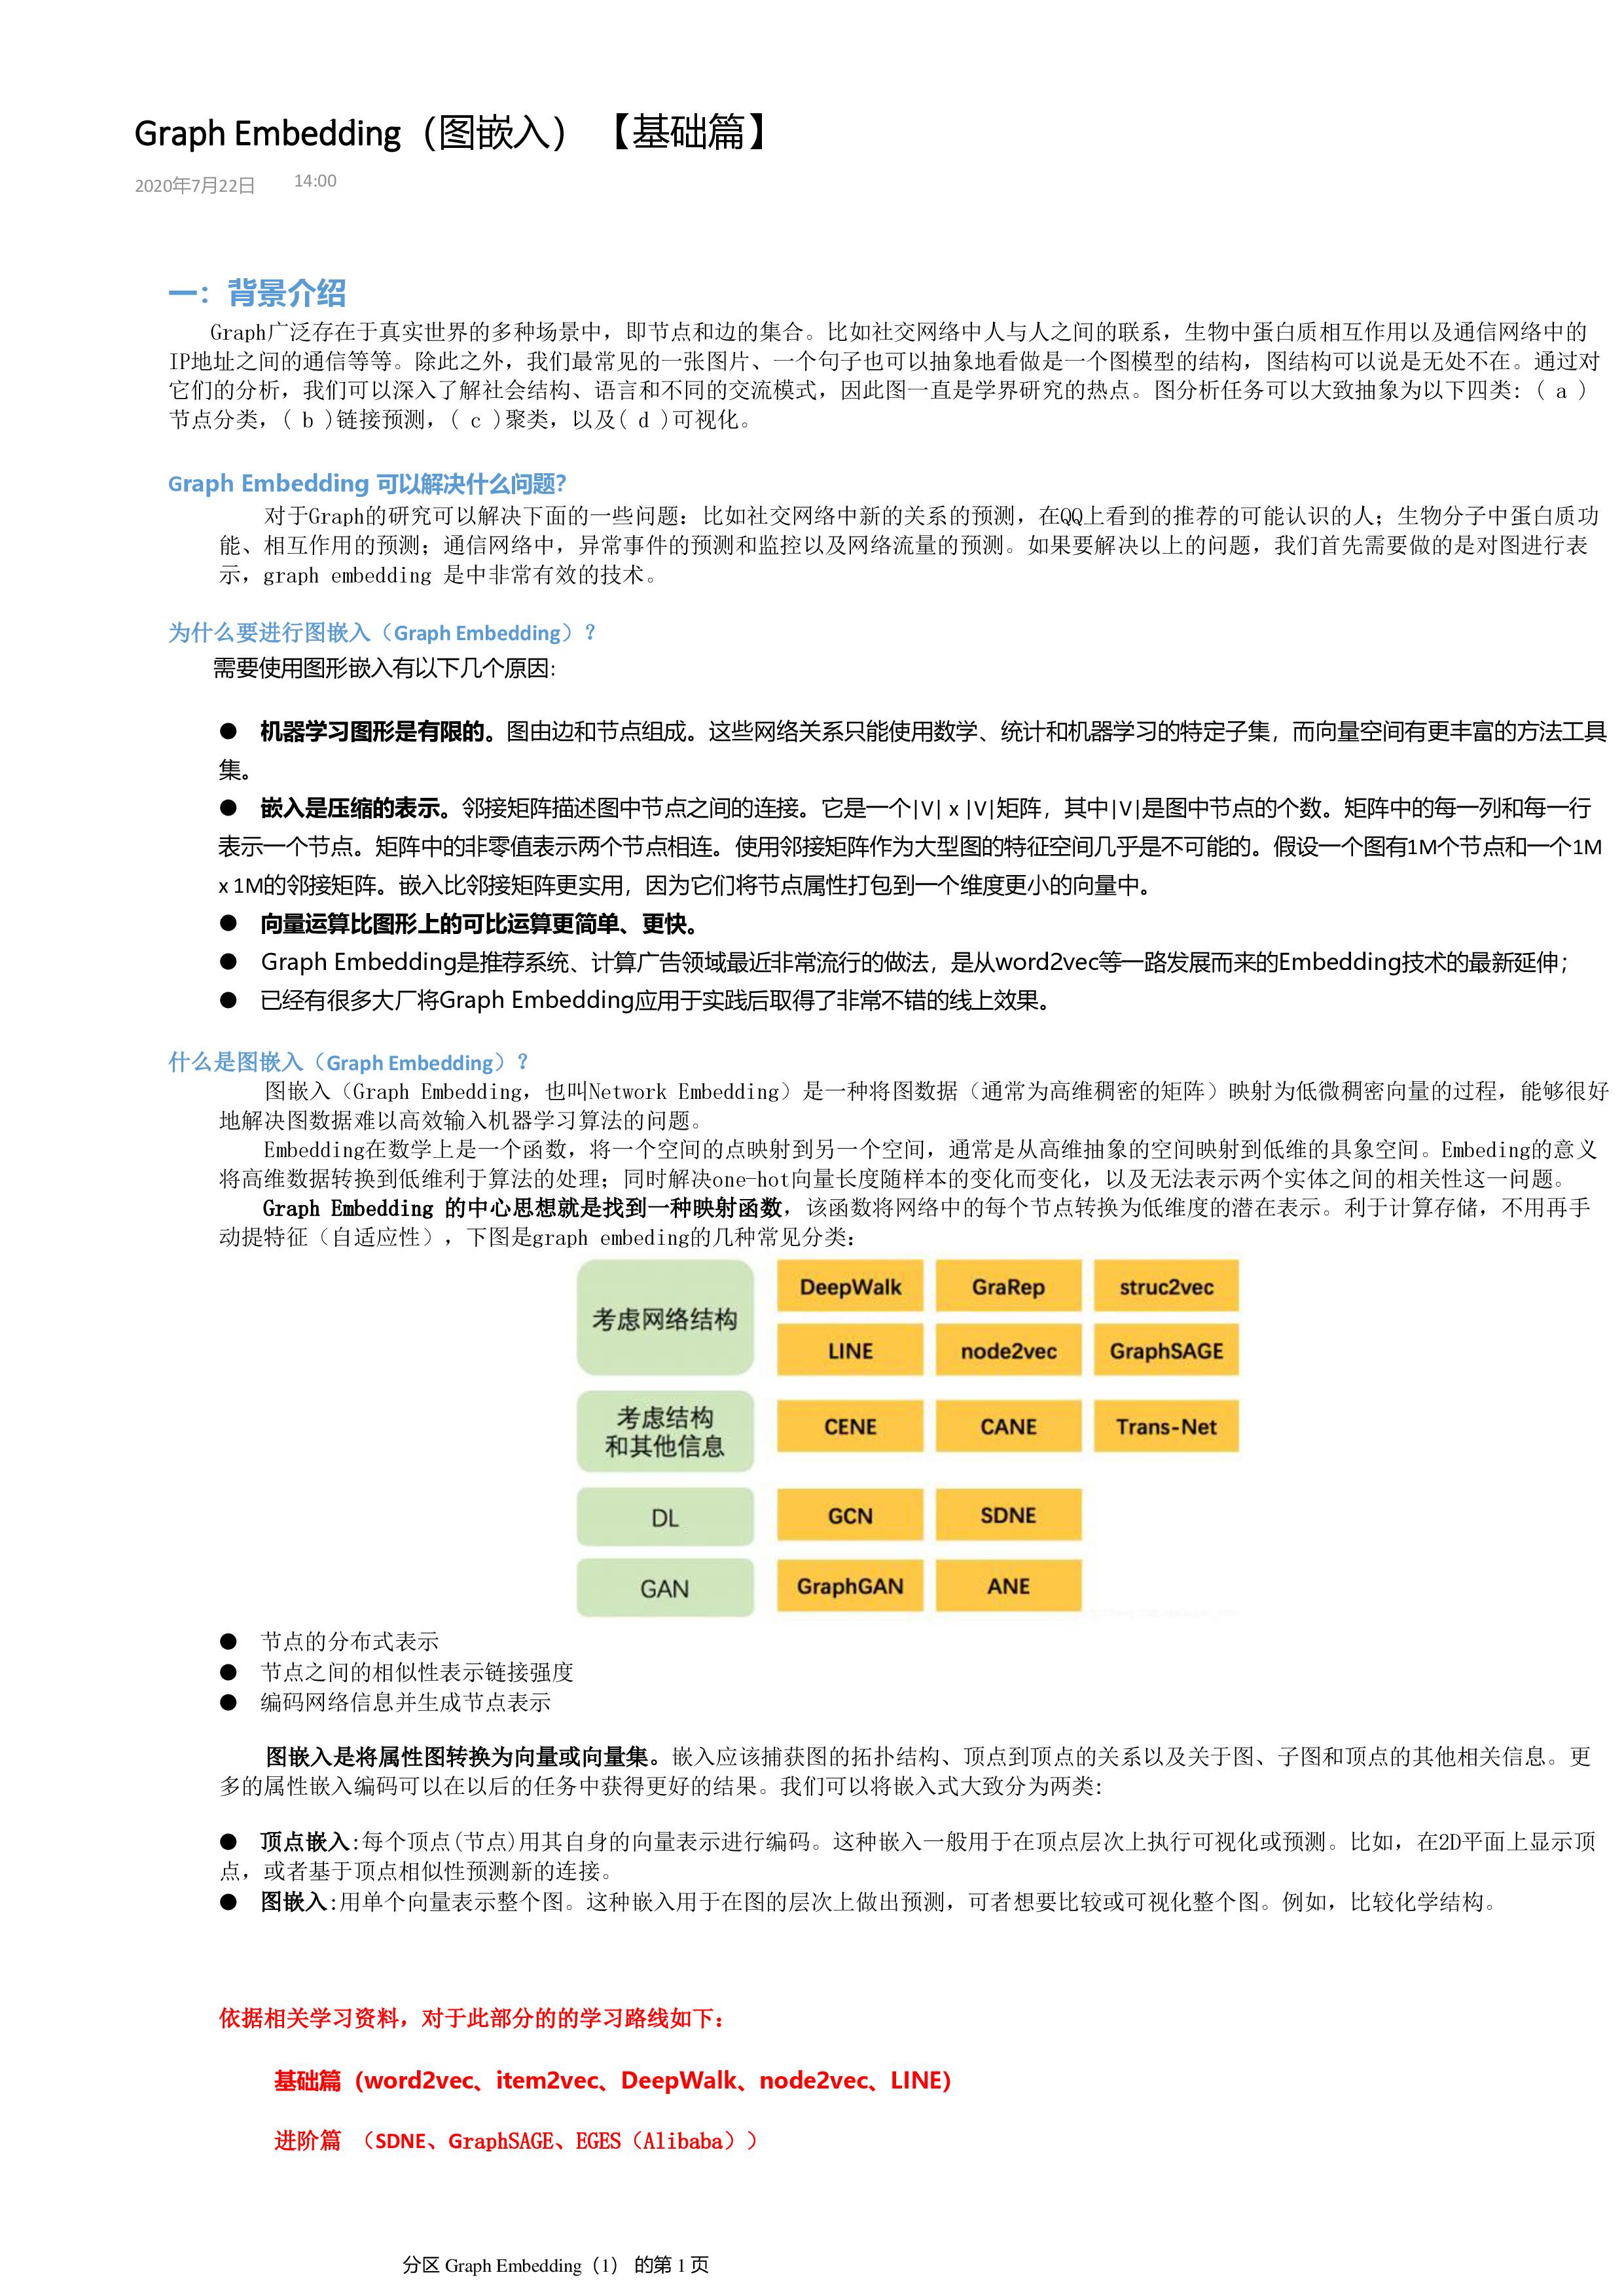 Graph Embedding（图嵌入）【基础篇】
2020年7月22日 14:00
一：背景介绍
Graph广泛存在于真实世界的多种场景中，即节点和边的集合。比如社交网络中人与人之间的联系，生物中蛋白质相互作用以及通信网络中的
IP地址之间的通信等等。除此之外，我们最常见的一张图片、一个句子也可以抽象地看做是一个图模型的结构，图结构可以说是无处不在。通过对
它们的分析，我们可以深入了解社会结构、语言和不同的交流模式，因此图一直是学界研究的热点。图分析任务可以大致抽象为以下四类: ( a )
节点分类，( b )链接预测，( c )聚类，以及( d )可视化。
Graph Embedding 可以解决什么问题?
对于Graph的研究可以解决下面的一些问题：比如社交网络中新的关系的预测，在QQ上看到的推荐的可能认识的人；生物分子中蛋白质功
能、相互作用的预测；通信网络中，异常事件的预测和监控以及网络流量的预测。如果要解决以上的问题，我们首先需要做的是对图进行表
示，graph embedding 是中非常有效的技术。
为什么要进行图嵌入（Graph Embedding）？
需要使用图形嵌入有以下几个原因:
● 机器学习图形是有限的。图由边和节点组成。这些网络关系只能使用数学、统计和机器学习的特定子集，而向量空间有更丰富的方法工具
集。
● 嵌入是压缩的表示。邻接矩阵描述图中节点之间的连接。它是一个|V| x |V|矩阵，其中|V|是图中节点的个数。矩阵中的每一列和每一行
表示一个节点。矩阵中的非零值表示两个节点相连。使用邻接矩阵作为大型图的特征空间几乎是不可能的。假设一个图有1M个节点和一个1M
x 1M的邻接矩阵。嵌入比邻接矩阵更实用，因为它们将节点属性打包到一个维度更小的向量中。
● 向量运算比图形上的可比运算更简单、更快。
● Graph Embedding是推荐系统、计算广告领域最近非常流行的做法，是从word2vec等一路发展而来的Embedding技术的最新延伸；
● 已经有很多大厂将Graph Embedding应用于实践后取得了非常不错的线上效果。
什么是图嵌入（Graph Embedding）？
图嵌入（Graph Embedding，也叫Network Embedding）是一种将图数据（通常为高维稠密的矩阵）映射为低微稠密向量的过程，能够很好
地解决图数据难以高效输入机器学习算法的问题。
Embedding在数学上是一个函数，将一个空间的点映射到另一个空间，通常是从高维抽象的空间映射到低维的具象空间。Embeding的意义
将高维数据转换到低维利于算法的处理；同时解决one-hot向量长度随样本的变化而变化，以及无法表示两个实体之间的相关性这一问题。
Graph Embedding 的中心思想就是找到一种映射函数，该函数将网络中的每个节点转换为低维度的潜在表示。利于计算存储，不用再手
动提特征（自适应性），下图是graph embeding的几种常见分类：
考虑网络结构
DeepWalk GraRep struc2vec
LINE node2vec GraphSAGE
考虑结构
和其他信息
CENE CANE Trans-Net
DL GCN SDNE
GAN GraphGAN ANE
● 节点的分布式表示
● 节点之间的相似性表示链接强度
● 编码网络信息并生成节点表示
图嵌入是将属性图转换为向量或向量集。嵌入应该捕获图的拓扑结构、顶点到顶点的关系以及关于图、子图和顶点的其他相关信息。更
多的属性嵌入编码可以在以后的任务中获得更好的结果。我们可以将嵌入式大致分为两类:
● 顶点嵌入:每个顶点(节点)用其自身的向量表示进行编码。这种嵌入一般用于在顶点层次上执行可视化或预测。比如，在2D平面上显示顶
点，或者基于顶点相似性预测新的连接。
● 图嵌入:用单个向量表示整个图。这种嵌入用于在图的层次上做出预测，可者想要比较或可视化整个图。例如，比较化学结构。
依据相关学习资料，对于此部分的的学习路线如下：
基础篇（word2vec、item2vec、DeepWalk、node2vec、LINE）
进阶篇 （SDNE、GraphSAGE、EGES（Alibaba））
分区 Graph Embedding（1） 的第 1 页